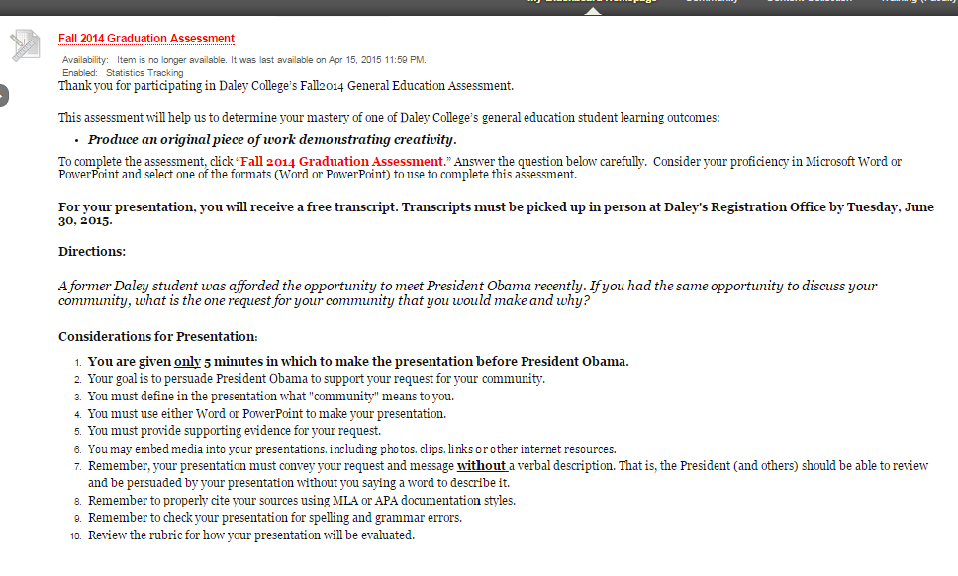 My Blackboard Homepage Community Content Collection Training (Faculty
Fall 2014 Graduation Assessment
Availability: Item is no longer available. It was last available on Apr 15, 2015 11:59 PM.
Enabled: Statistics Tracking
Thank you for participating in Daley College's Fall2014 General Education Assessment.
This assessment will help us to determine your mastery of one of Daley College's general education student learning outcomes:
• Produce an original piece of work demonstrating creativity.
To complete the assessment, click "Fall 2014 Graduation Assessment." Answer the question below carefully. Consider your proficiency in Microsoft Word or
PowerPoint and select one of the formats (Word or PowerPoint) to use to complete this assessment.
For your presentation, you will receive a free transcript. Transcripts must be picked up in person at Daley's Registration Office by Tuesday, June
30, 2015.
Directions:
A former Daley student was afforded the opportunity to meet President Obama recently. If you had the same opportunity to discuss your
community, what is the one request for your community that you would make and why?
Considerations for Presentation:
1. You are given only 5 minutes in which to make the presentation before President Obama.
2. Your goal is to persuade President Obama to support your request for your community.
3. You must define in the presentation what "community" means to you.
4. You must use either Word or PowerPoint to make your presentation.
5. You must provide supporting evidence for your request.
6. You may embed media into your presentations, including photos, clips, links or other internet resources.
7. Remember, your presentation must convey your request and message without a verbal description. That is, the President (and others) should be able to review
and be persuaded by your presentation without you saying a word to describe it.
8. Remember to properly cite your sources using MLA or APA documentation styles.
9. Remember to check your presentation for spelling and grammar errors.
10. Review the rubric for how your presentation will be evaluated.